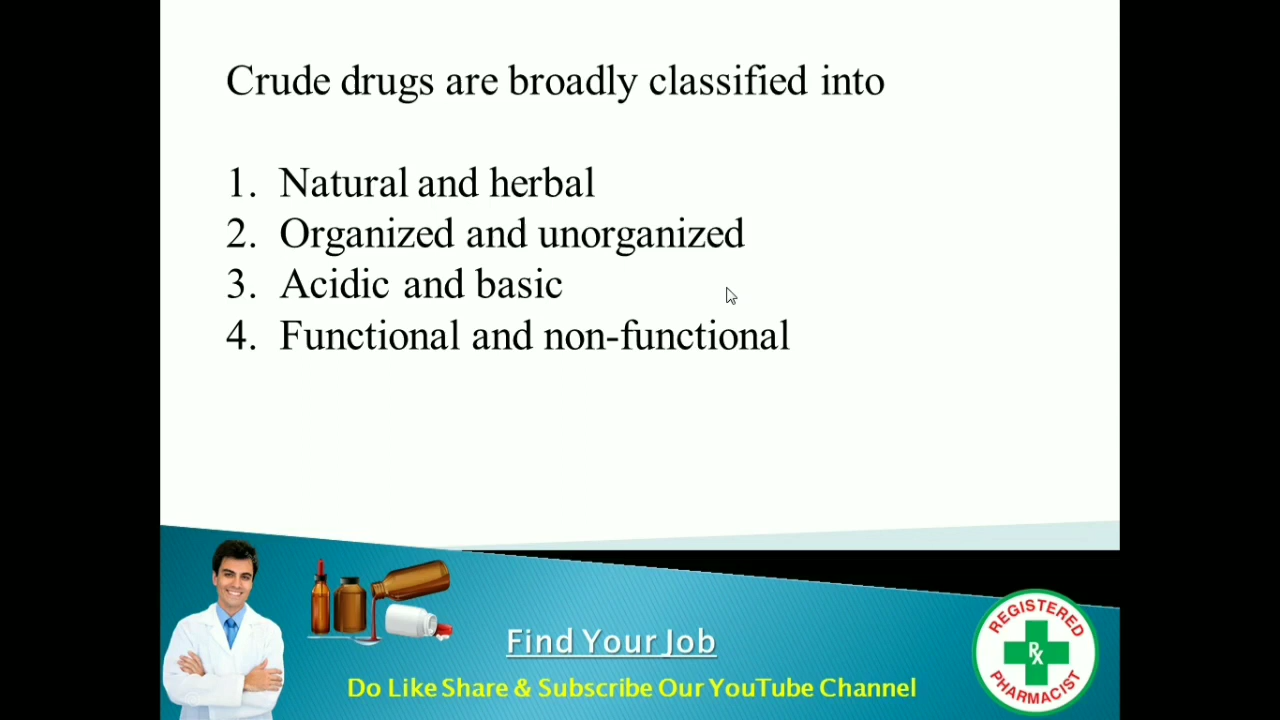 Crude drugs are broadly classified into
1. Natural and herbal
2. Organized and unorganized
3. Acidic and basic
4. Functional and non-functional
Find Your Job
Do Like Share & Subscribe Our YouTube Channel
REGISTERED
Rx
PHARMACIST